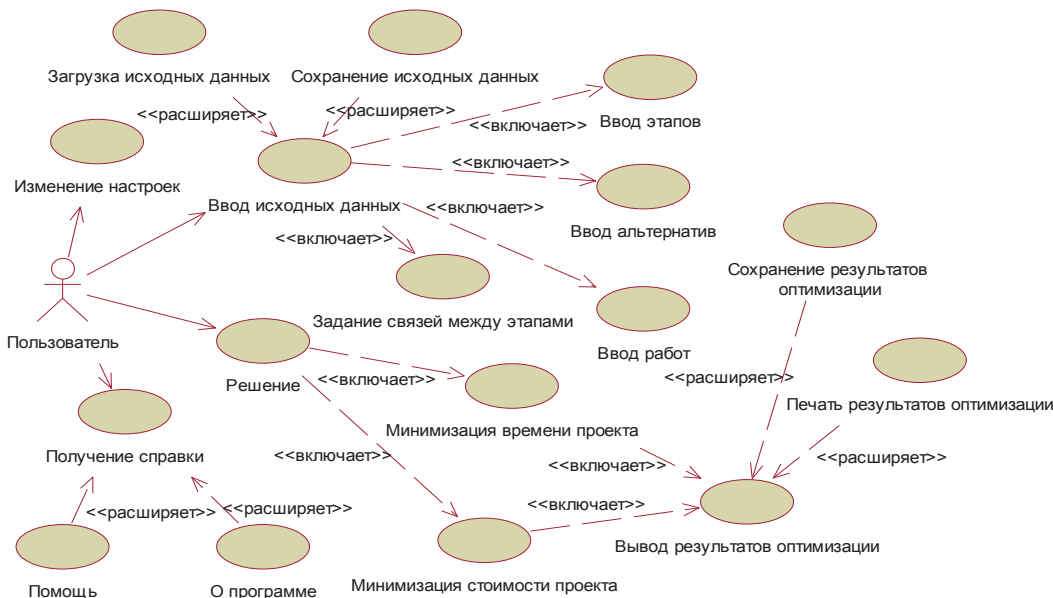 Загрузка исходных данных
Сохранение исходных данных
<<расширяет>>
<<расширяет>>
<<включает>>
Ввод этапов
<<включает>>
Изменение настроек
Ввод исходных данных
<<включает>>
Ввод альтернатив
<<включает>>
Сохранение результатов
оптимизации
Задание связей между этапами
Пользователь
Ввод работ
Решение
<<включает>>
<<расширяет>>
Печать результатов оптимизации
Минимизация времени проекта
Получение справки
<<включает>>
<<включает>>
<<расширяет>>
<<расширяет>>
<<расширяет>>
<<включает>>
Вывод результатов оптимизации
Помощь
О программе
Минимизация стоимости проекта